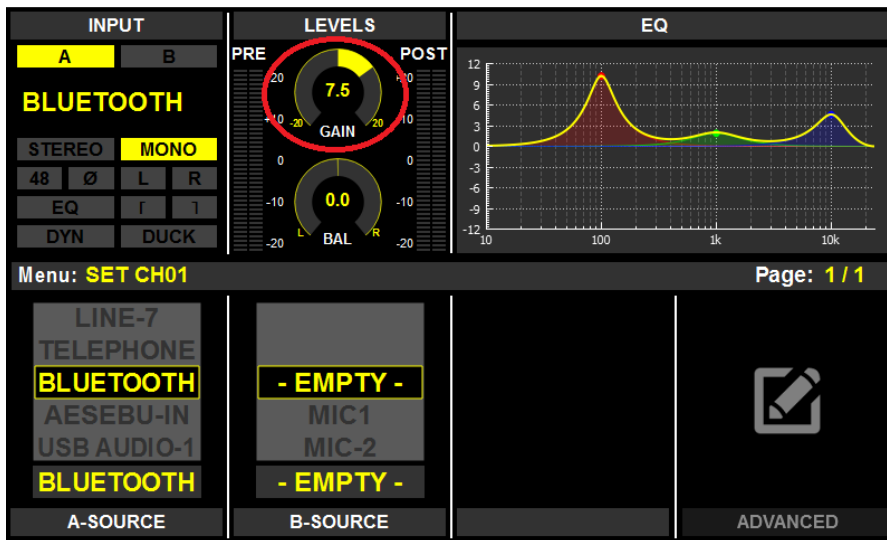 INPUT
A B
BLUETOOTH
STEREO MONO
48 Ø L R
EQ Γ ꓶ
DYN DUCK
LEVELS
PRE POST
20 +20
+10 10
0 0
-10 -10
-20 -20
7.5
-20 20
GAIN
0.0
L R
BAL
EQ
12
9
6
3
0
-3
-6
-9
-12
10 100 1k 10k
Menu: SET CH01 Page: 1 / 1
LINE-7
TELEPHONE
BLUETOOTH
AESEBU-IN
USB AUDIO-1
BLUETOOTH
A-SOURCE
- EMPTY -
MIC1
MIC-2
- EMPTY -
B-SOURCE
ADVANCED